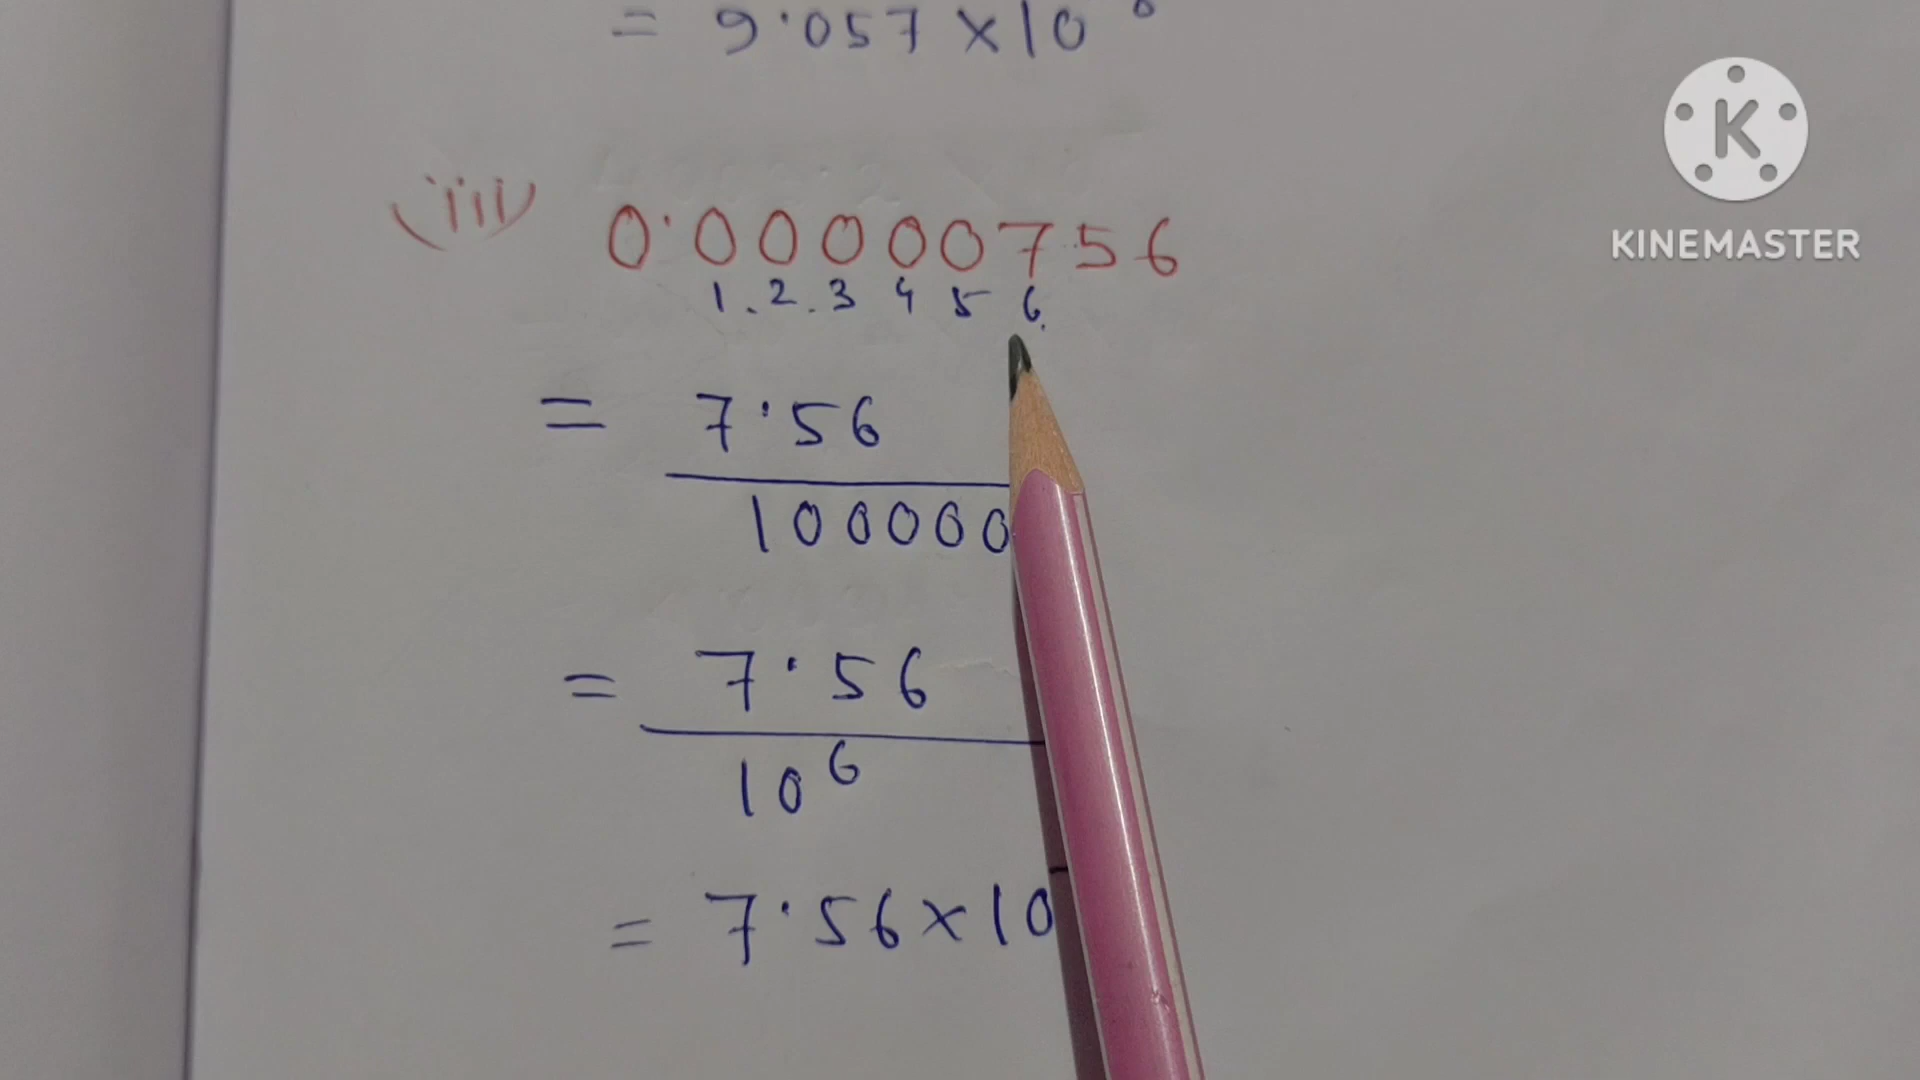 = 9.057 × 10
(iii) 0.00000756
1.2.3 4 5 6.
= 7.56
100000
= 7.56
10⁶
= 7.56 × 10
K
KINEMASTER